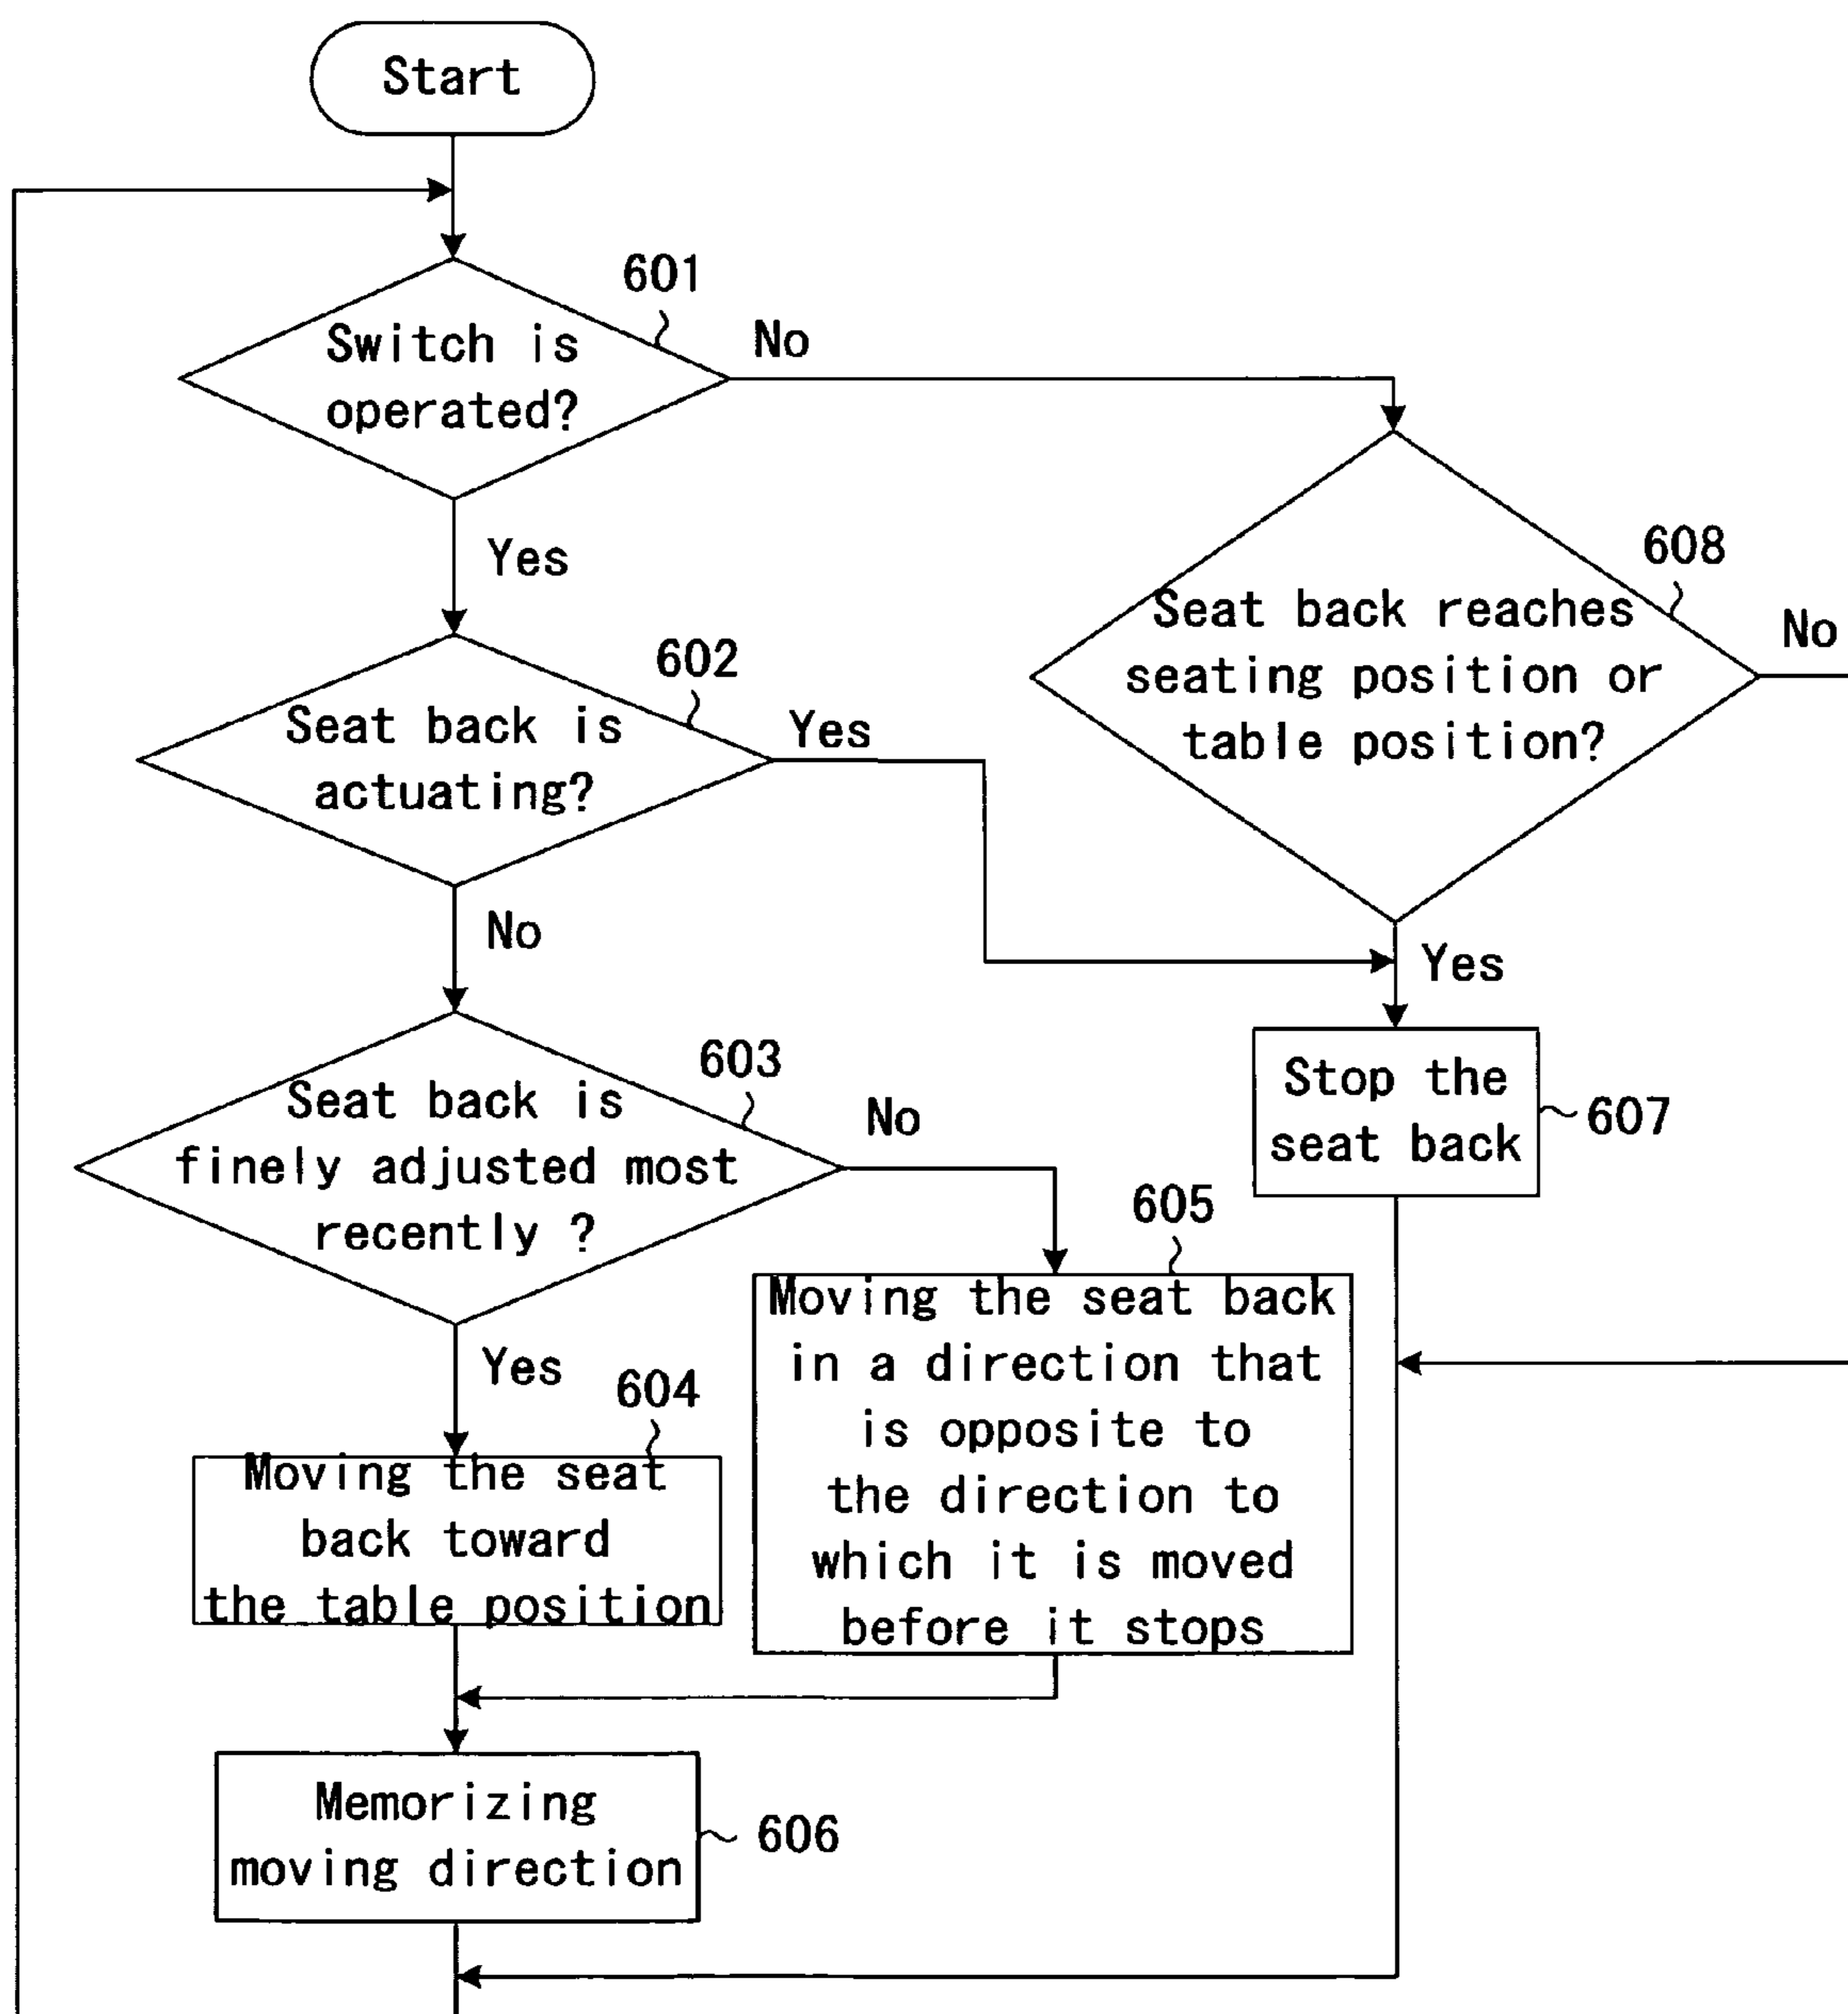 Start
601
Switch is
operated?
No
Yes
608
Seat back reaches
seating position or
table position?
No
602
Seat back is
actuating?
Yes
No
Yes
603
Seat back is
finely adjusted most
recently ?
No
Stop the
seat back
607
605
Moving the seat back
in a direction that
is opposite to
the direction to
which it is moved
before it stops
Yes
604
Moving the seat
back toward
the table position
Memorizing
moving direction
606